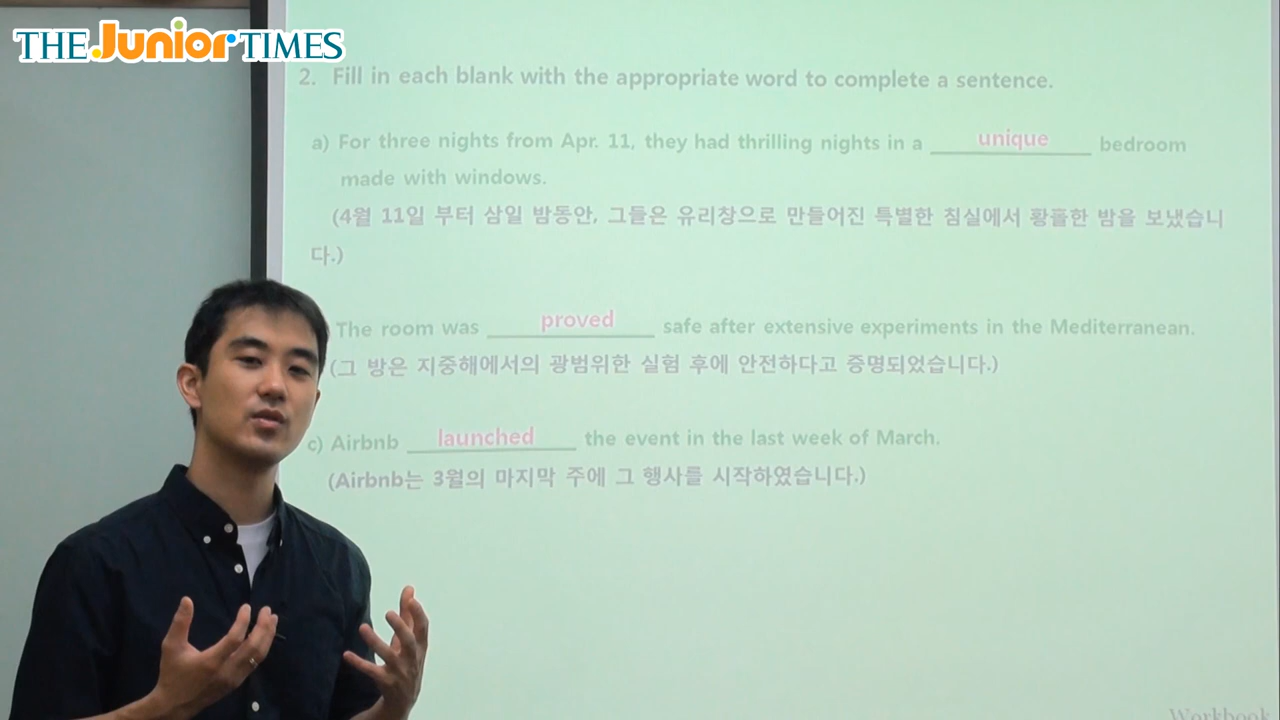 THE Junior TIMES
2. Fill in each blank with the appropriate word to complete a sentence.
a) For three nights from Apr. 11, they had thrilling nights in a unique bedroom
made with windows.
(4월 11일 부터 삼일 밤동안, 그들은 유리창으로 만들어진 특별한 침실에서 황홀한 밤을 보냈습니
다.)
The room was proved safe after extensive experiments in the Mediterranean.
(그 방은 지중해에서의 광범위한 실험 후에 안전하다고 증명되었습니다.)
c) Airbnb launched the event in the last week of March.
(Airbnb는 3월의 마지막 주에 그 행사를 시작하였습니다.)
Workbook